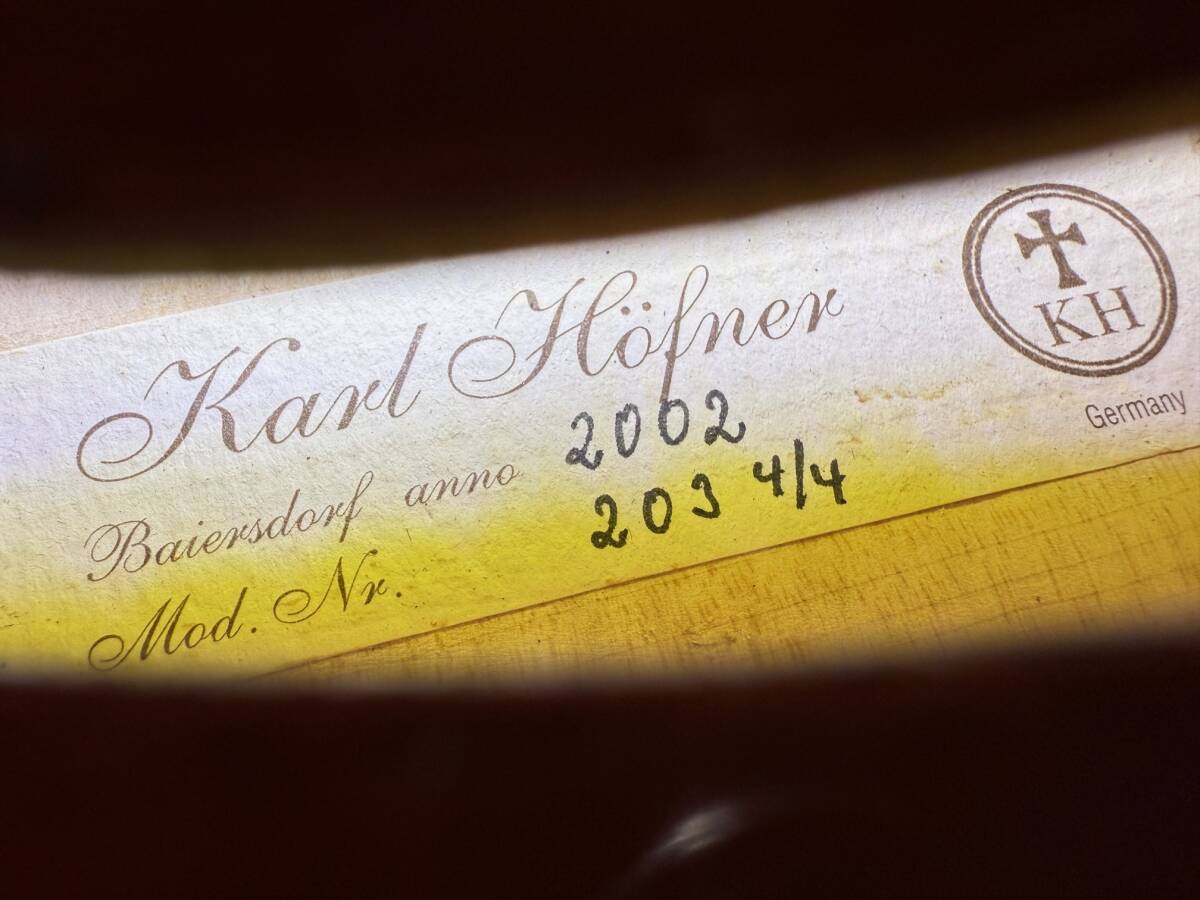 Karl Höfner
Baiersdorf anno 2002
Mod. Nr. 203 4/4
KH
Germany